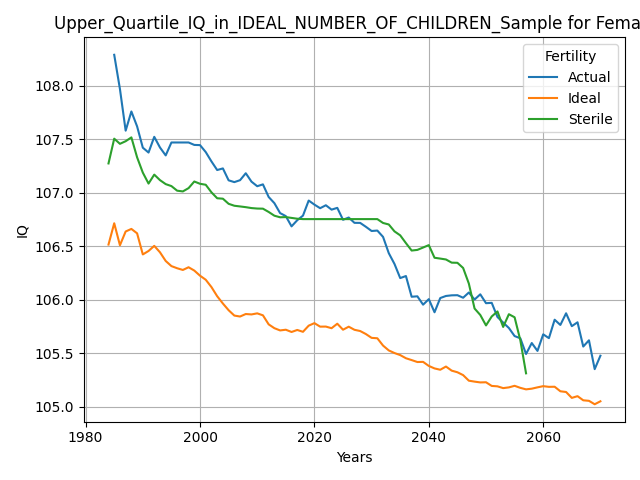 Upper_Quartile_IQ_in_IDEAL_NUMBER_OF_CHILDREN_Sample for Fema
Fertility
Actual
Ideal
Sterile
108.0
107.5
107.0
106.5
106.0
105.5
105.0
IQ
1980
2000
2020
2040
2060
Years